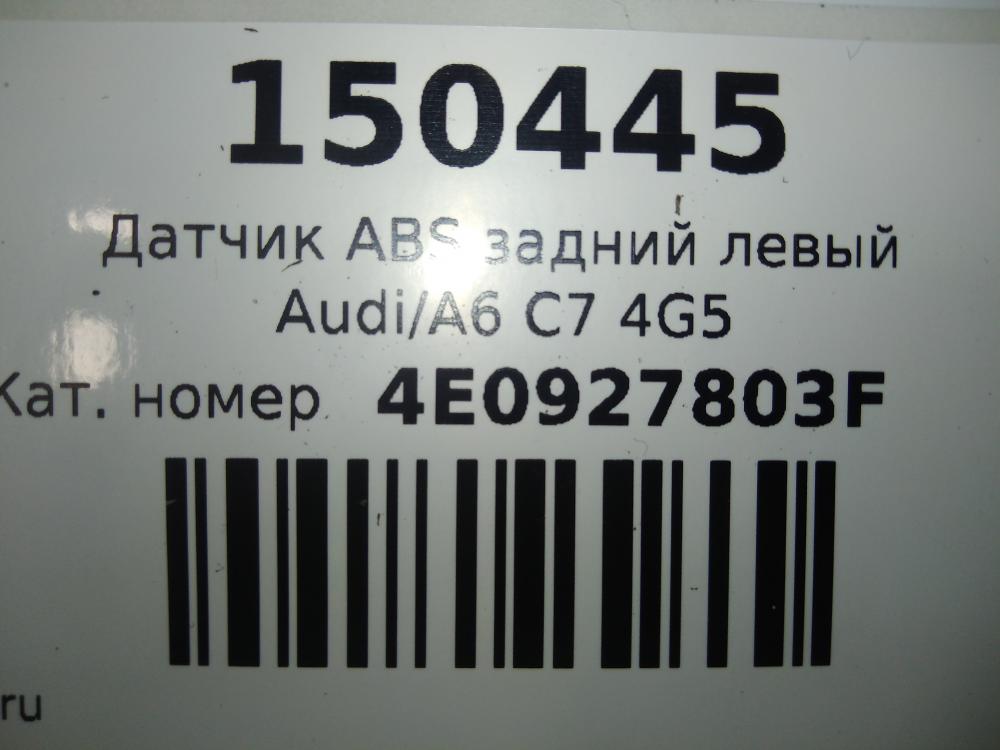 150445
Датчик ABS задний левый
Audi/A6 C7 4G5
Кат. номер 4E0927803F
ru